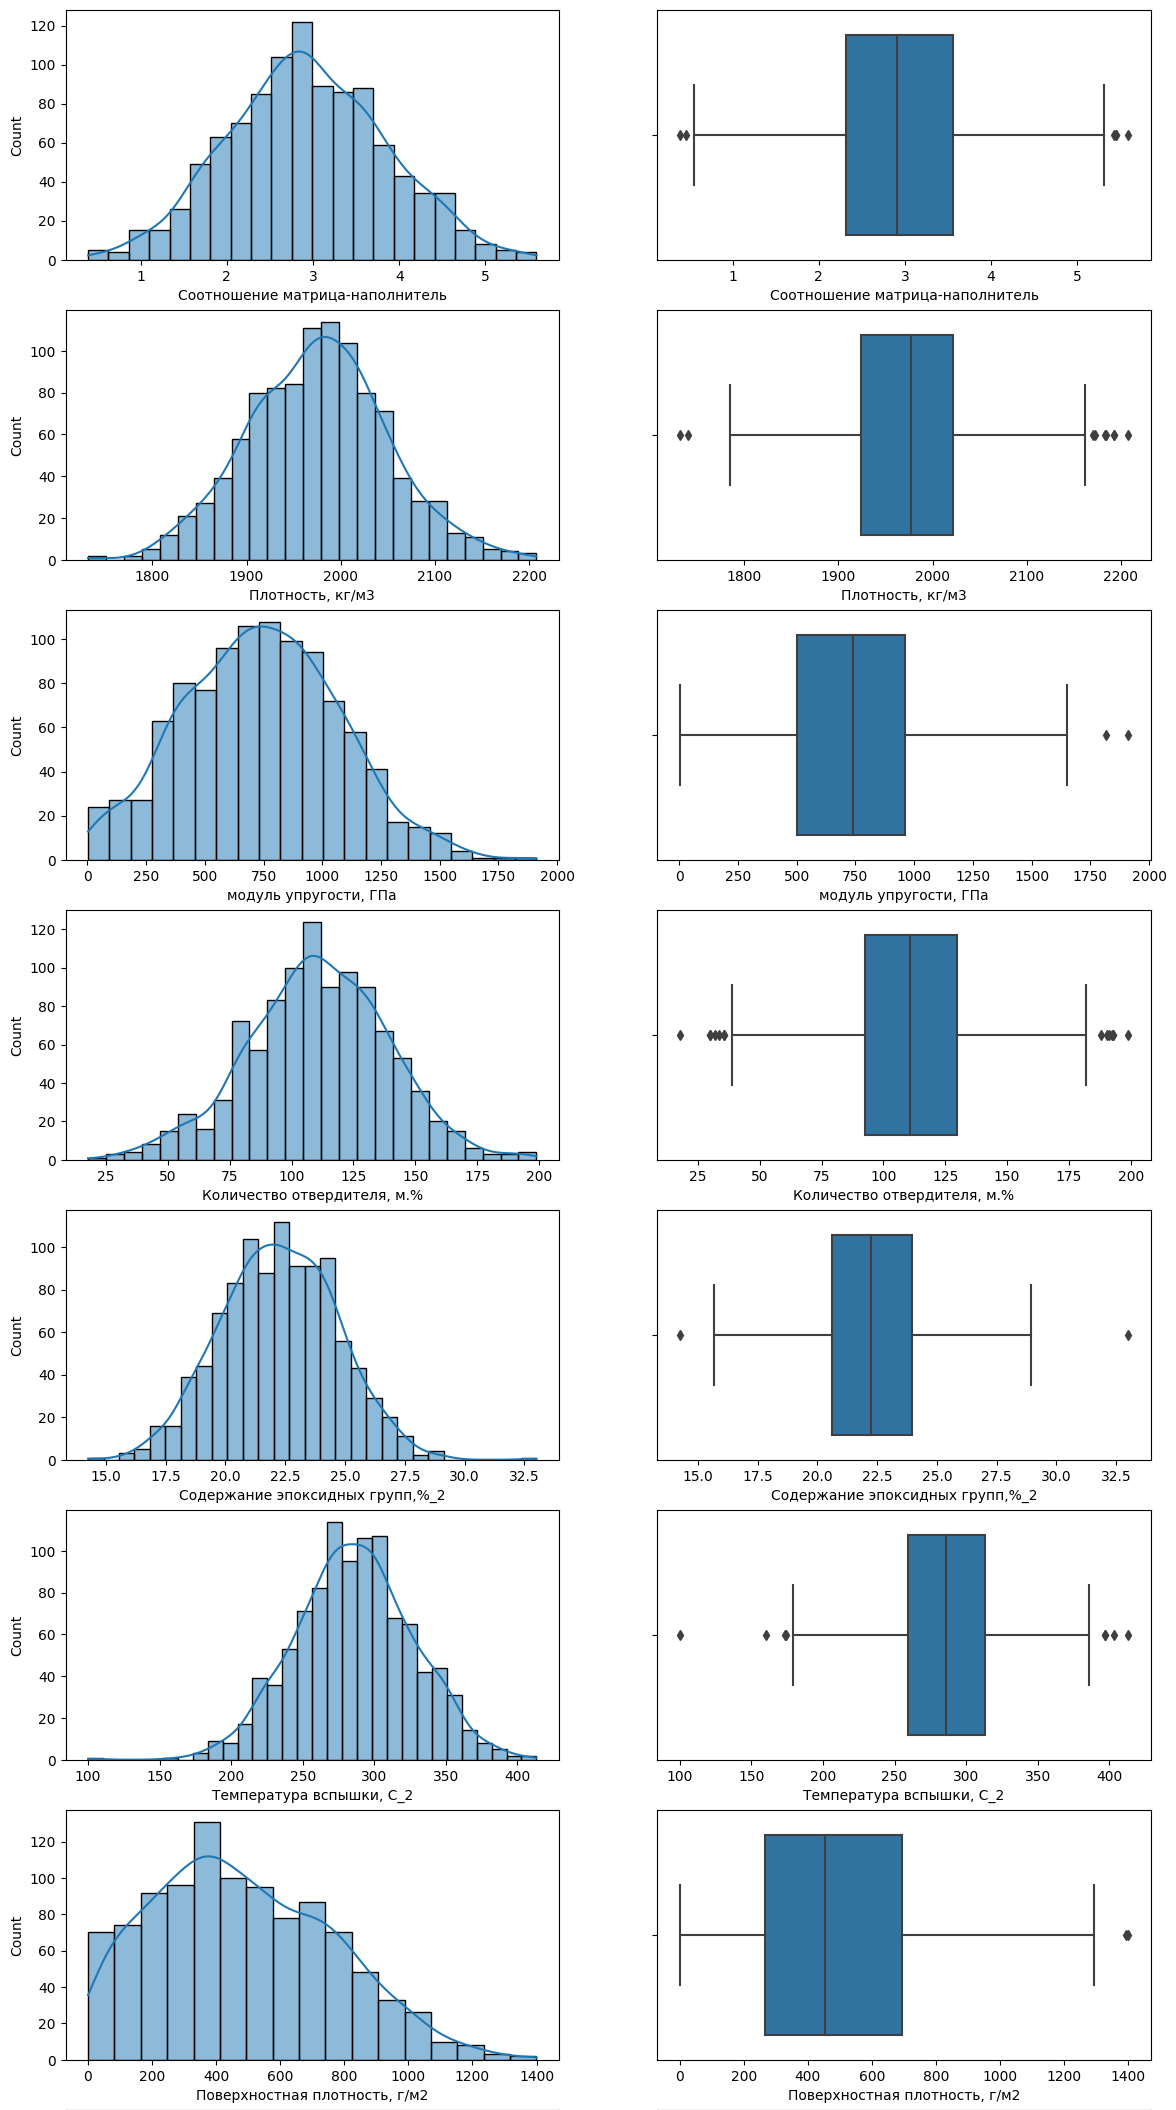 120
100
80
60
40
20
0
Count
1 2 3 4 5
Соотношение матрица-наполнитель
1 2 3 4 5
Соотношение матрица-наполнитель
100
80
60
40
20
0
Count
1800 1900 2000 2100 2200
Плотность, кг/м3
1800 1900 2000 2100 2200
Плотность, кг/м3
100
80
60
40
20
0
Count
0 250 500 750 1000 1250 1500 1750 2000
модуль упругости, ГПа
0 250 500 750 1000 1250 1500 1750 2000
модуль упругости, ГПа
120
100
80
60
40
20
0
Count
25 50 75 100 125 150 175 200
Количество отвердителя, м.%
25 50 75 100 125 150 175 200
Количество отвердителя, м.%
100
80
60
40
20
0
Count
15.0 17.5 20.0 22.5 25.0 27.5 30.0 32.5
Содержание эпоксидных групп,%_2
15.0 17.5 20.0 22.5 25.0 27.5 30.0 32.5
Содержание эпоксидных групп,%_2
100
80
60
40
20
0
Count
100 150 200 250 300 350 400
Температура вспышки, С_2
100 150 200 250 300 350 400
Температура вспышки, С_2
120
100
80
60
40
20
0
Count
0 200 400 600 800 1000 1200 1400
Поверхностная плотность, г/м2
0 200 400 600 800 1000 1200 1400
Поверхностная плотность, г/м2